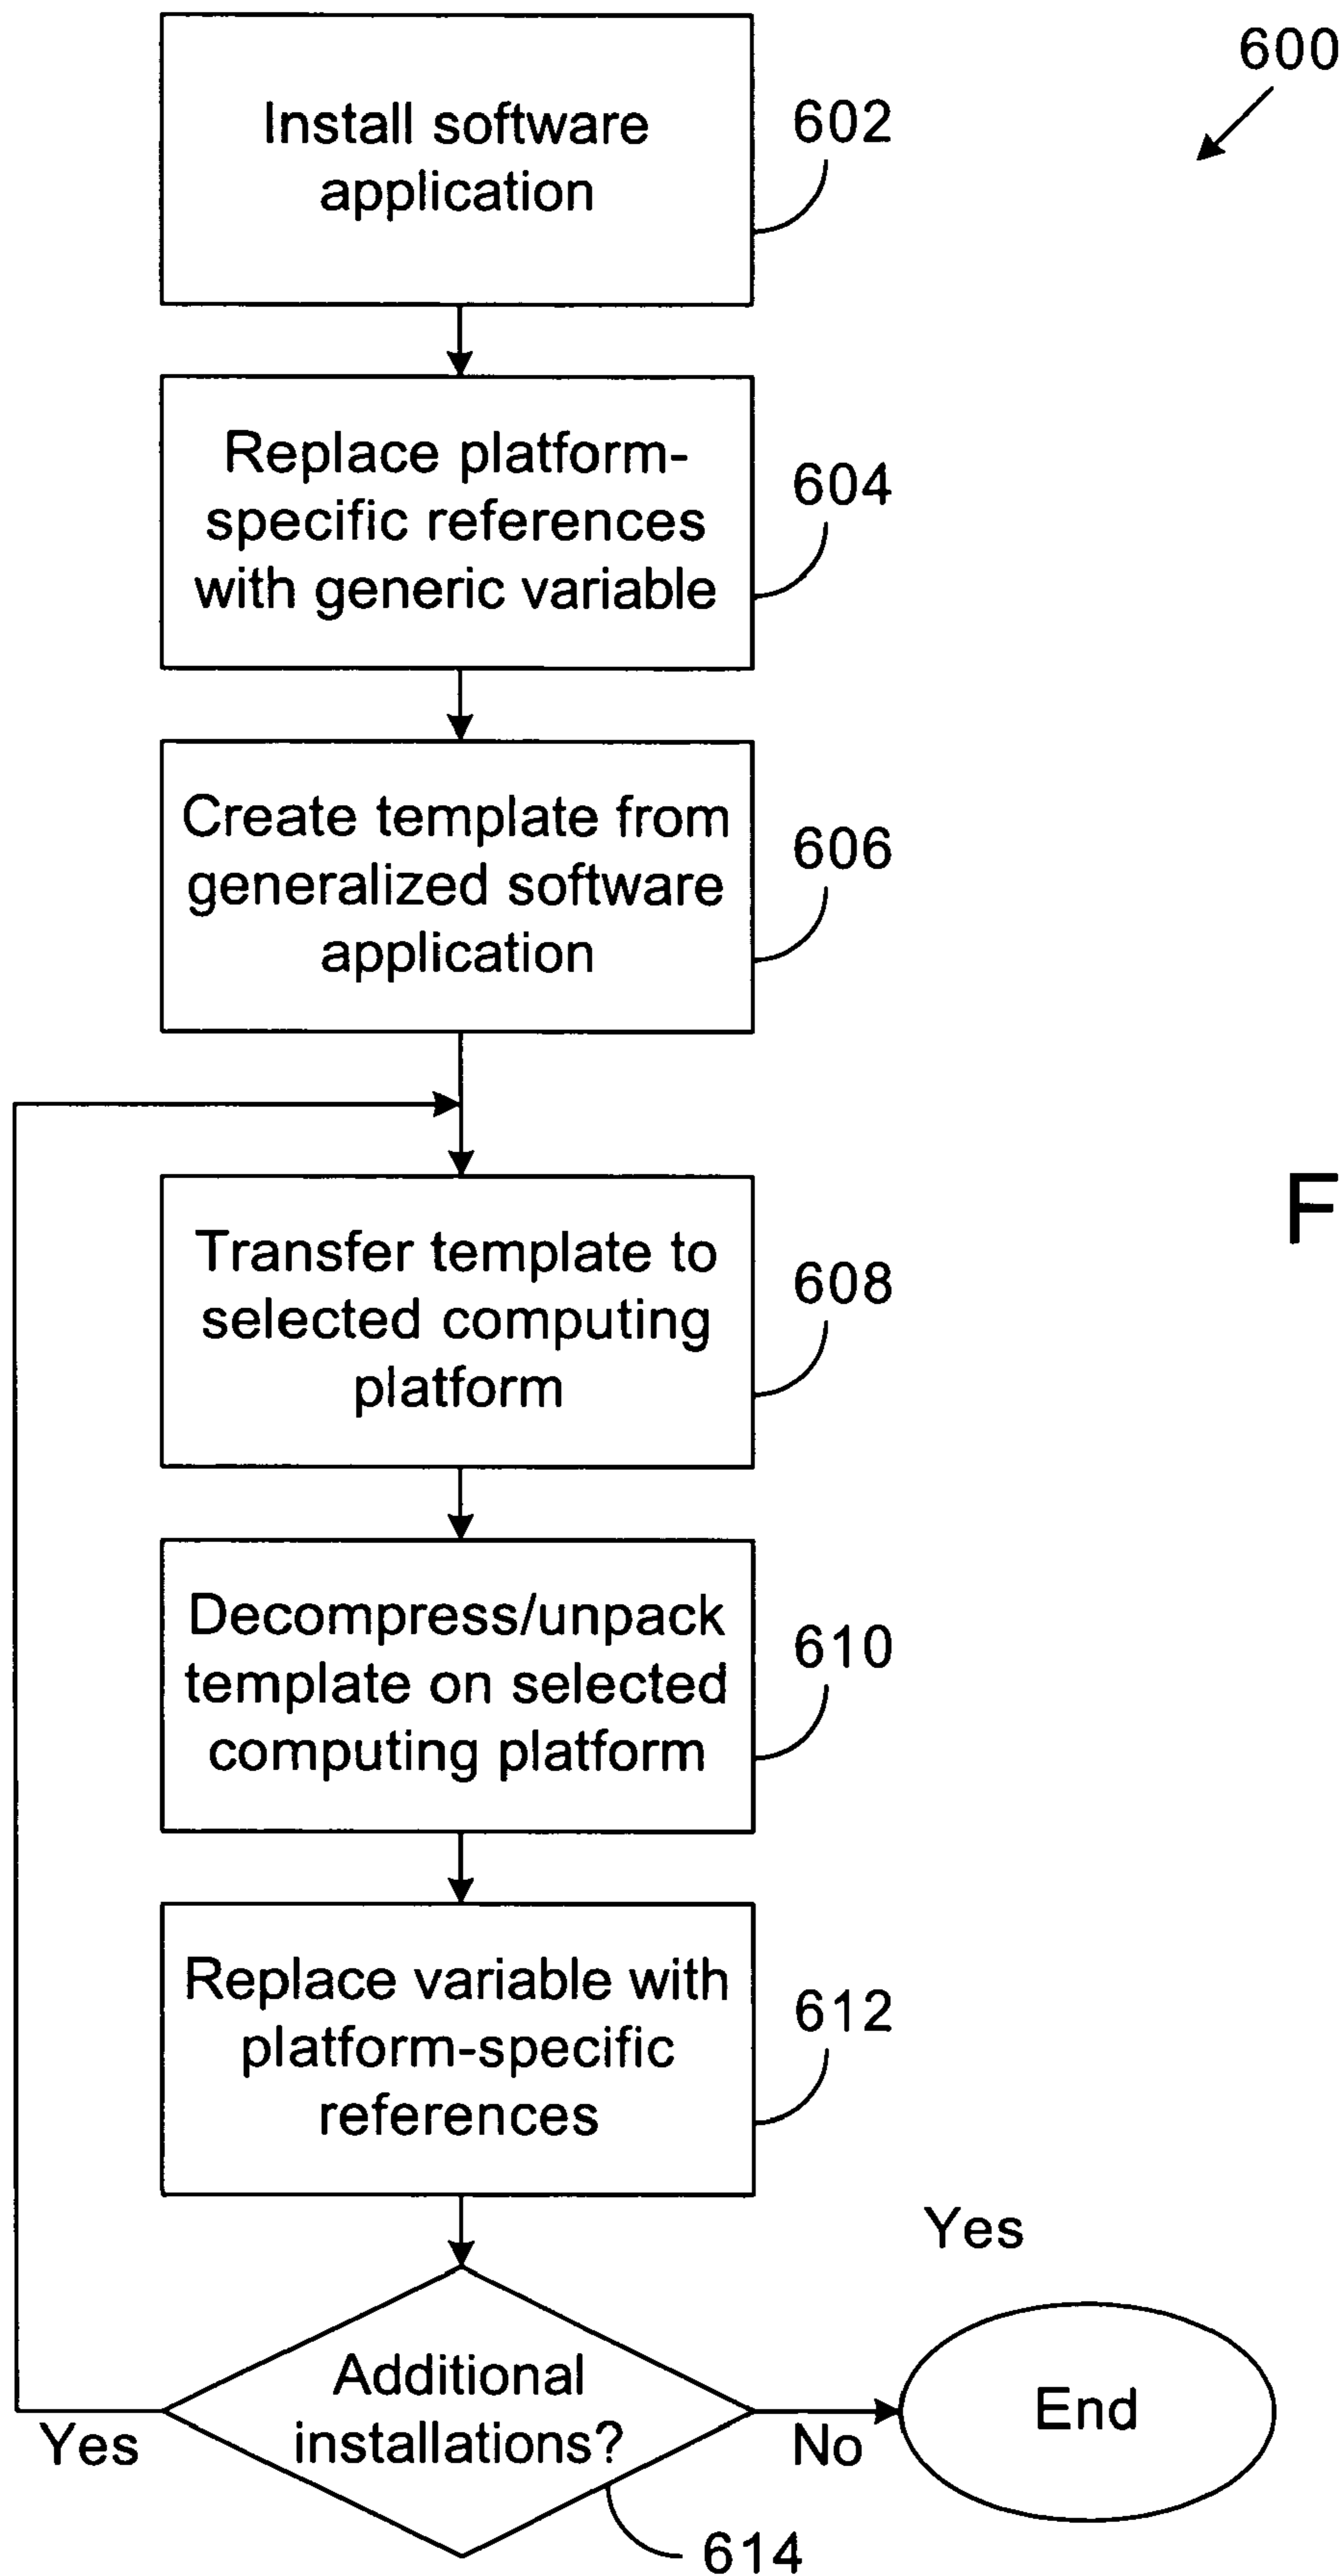 600
Install software
application
602
Replace platform-
specific references
with generic variable
604
Create template from
generalized software
application
606
Transfer template to
selected computing
platform
608
F
Decompress/unpack
template on selected
computing platform
610
Replace variable with
platform-specific
references
612
Yes
Additional
installations?
Yes
No
End
614